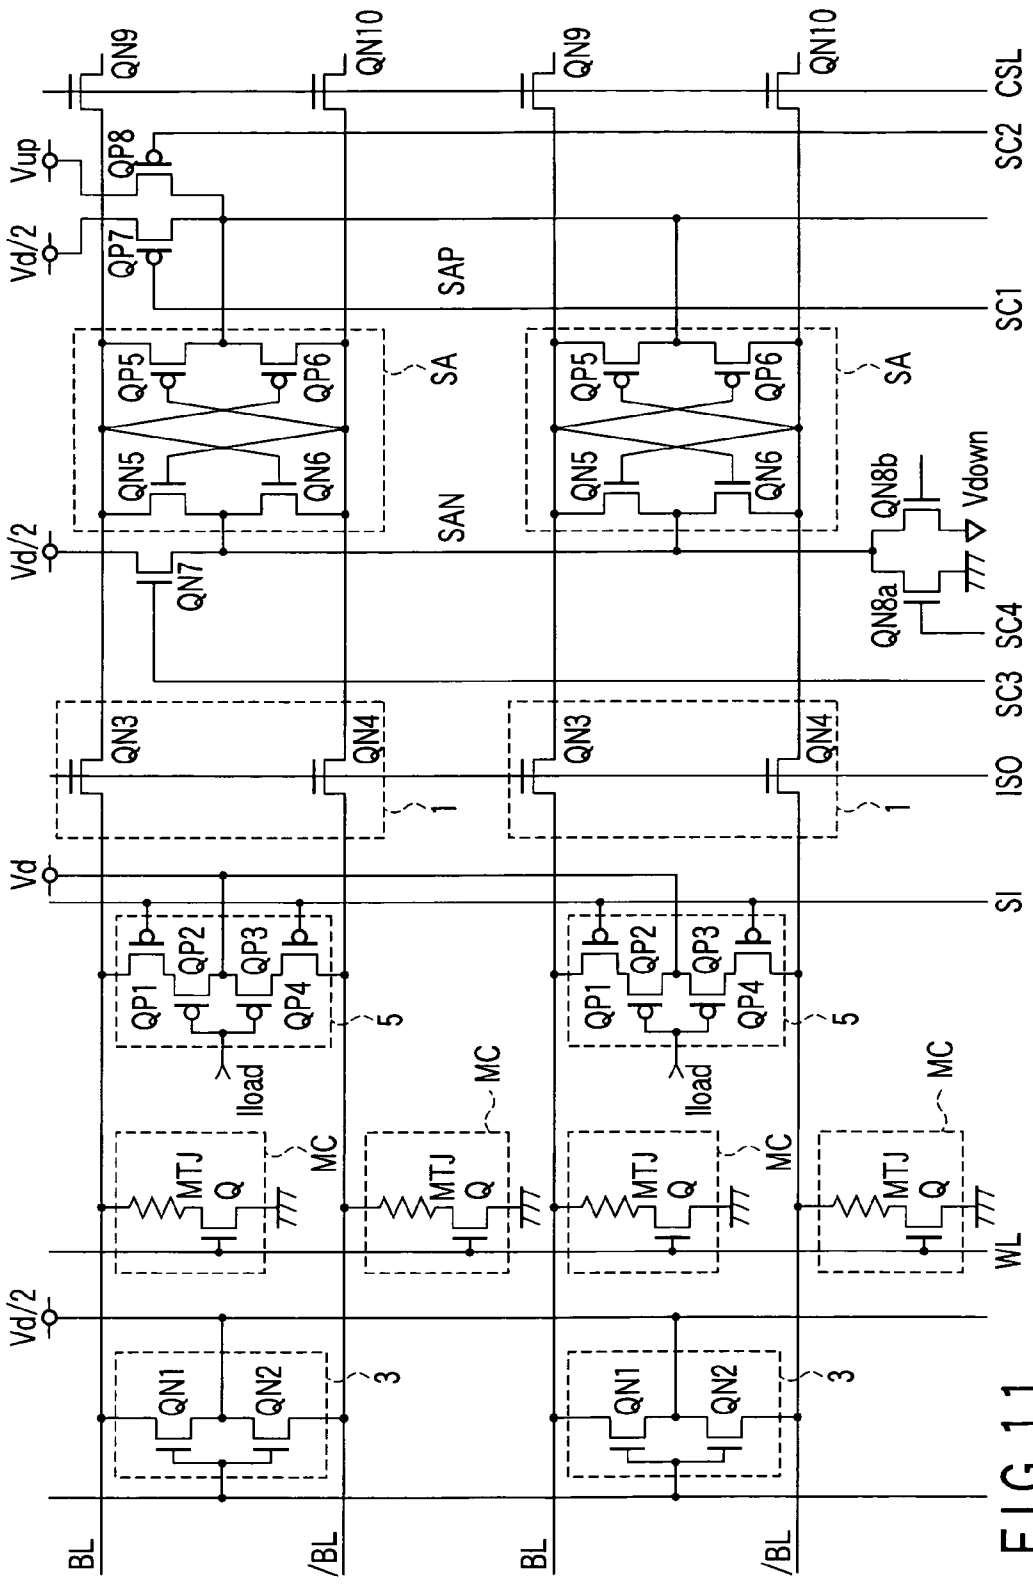 BL
/BL
BL
/BL
Vd/2
Vd
Vd/2
Vd/2
Vup
QN1
QN2
3
MTJ
Q
MC
MTJ
Q
MC
QP1
QP2
QP3
QP4
Iload
5
QN3
QN4
1
QN7
SAN
QN5
QN6
QP5
QP6
SA
QP7
QP8
SAP
QN9
QN10
QN1
QN2
3
MTJ
Q
MC
MTJ
Q
MC
QP1
QP2
QP3
QP4
Iload
5
QN3
QN4
1
QN5
QN6
QP5
QP6
SA
QN9
QN10
QN8a
QN8b
Vdown
WL
SI
ISO
SC3
SC4
SC1
SC2
CSL
FIG. 11